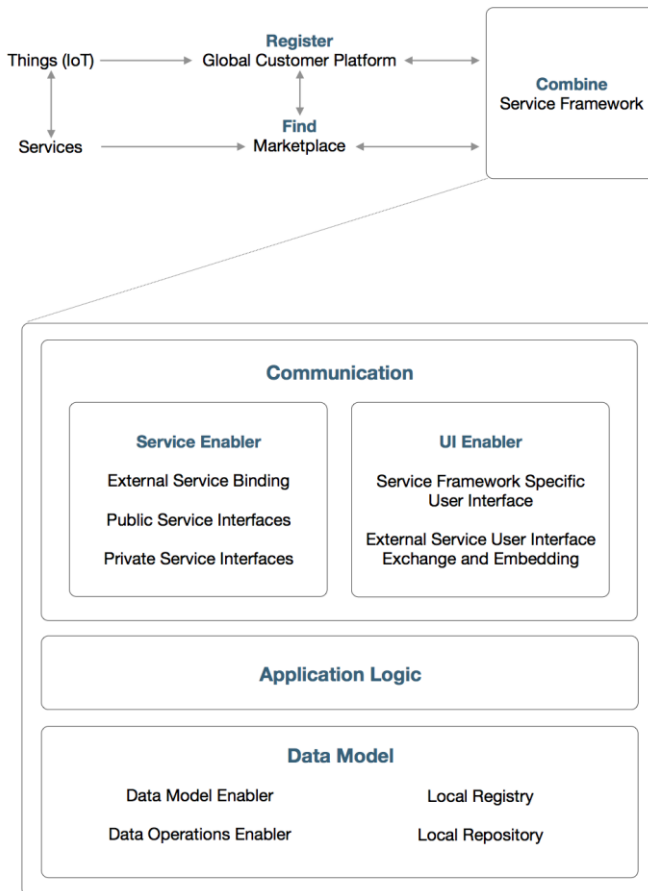 Register
Things (IoT)
Global Customer Platform
Combine
Service Framework
Find
Services
Marketplace
Communication
Service Enabler
External Service Binding
Public Service Interfaces
Private Service Interfaces
UI Enabler
Service Framework Specific
User Interface
External Service User Interface
Exchange and Embedding
Application Logic
Data Model
Data Model Enabler
Local Registry
Data Operations Enabler
Local Repository